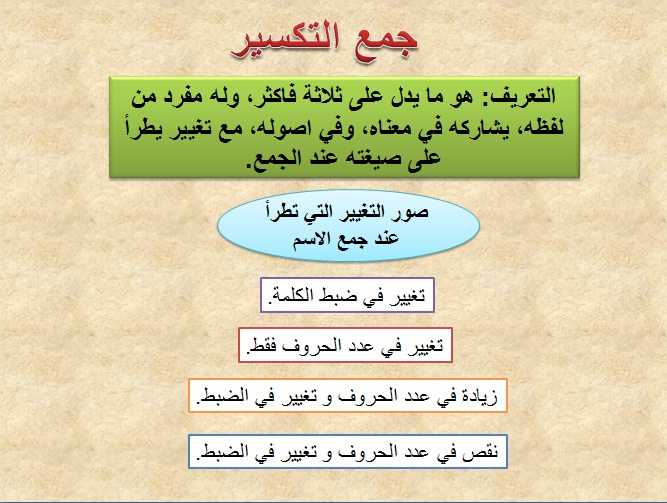 جمع التكسير
التعريف: هو ما يدل على ثلاثة فاكثر، وله مفرد من
لفظه، يشاركه في معناه، وفي اصوله، مع تغيير يطرأ
على صيغته عند الجمع.
صور التغيير التي تطرأ
عند جمع الاسم
تغيير في ضبط الكلمة.
تغيير في عدد الحروف فقط.
زيادة في عدد الحروف و تغيير في الضبط.
نقص في عدد الحروف و تغيير في الضبط.